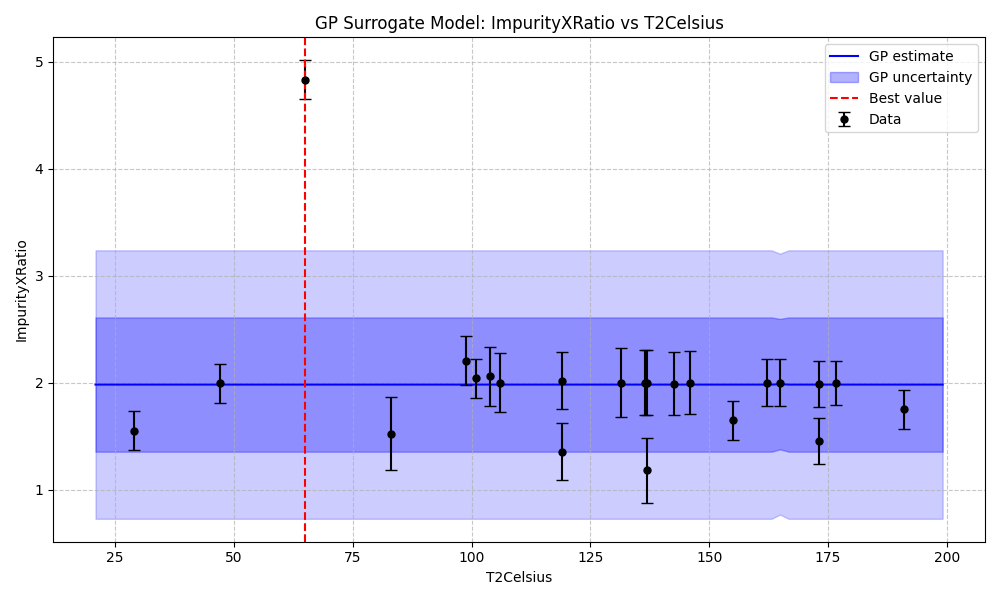 GP Surrogate Model: ImpurityXRatio vs T2Celsius
GP estimate
GP uncertainty
Best value
Data
ImpurityXRatio
5
4
3
2
1
25
50
75
100
125
150
175
200
T2Celsius